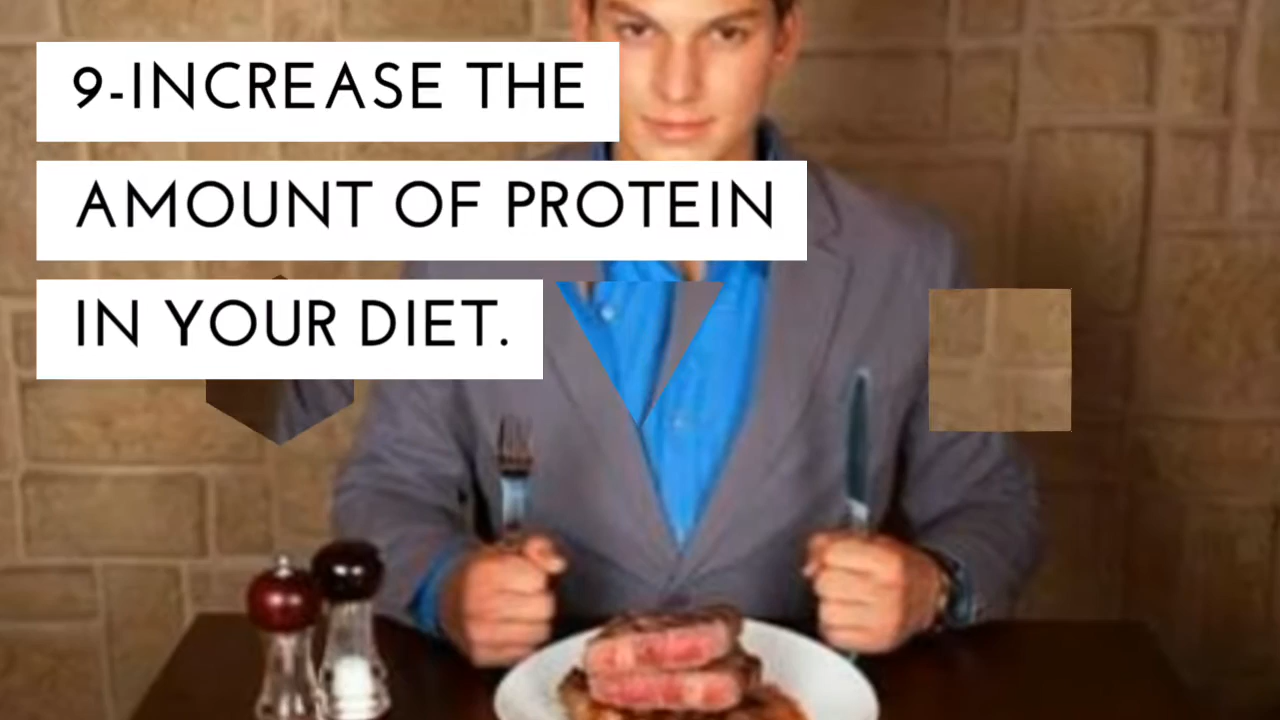 9-INCREASE THE
AMOUNT OF PROTEIN
IN YOUR DIET.